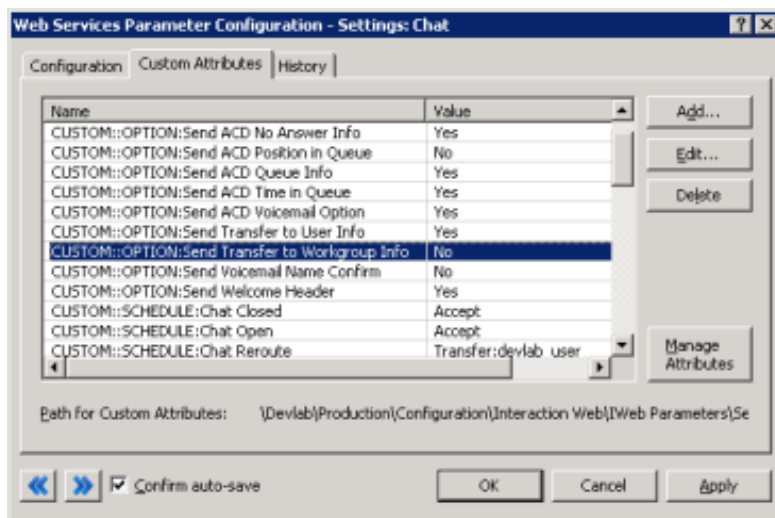 Web Services Parameter Configuration - Settings: Chat
Configuration Custom Attributes History
Name Value
CUSTOM::OPTION:Send ACD No Answer Info Yes
CUSTOM::OPTION:Send ACD Position in Queue No
CUSTOM::OPTION:Send ACD Queue Info Yes
CUSTOM::OPTION:Send ACD Time in Queue Yes
CUSTOM::OPTION:Send ACD Voicemail Option Yes
CUSTOM::OPTION:Send Transfer to User Info Yes
CUSTOM::OPTION:Send Transfer to Workgroup Info No
CUSTOM::OPTION:Send Voicemail Name Confirm No
CUSTOM::OPTION:Send Welcome Header Yes
CUSTOM::SCHEDULE:Chat Closed Accept
CUSTOM::SCHEDULE:Chat Open Accept
CUSTOM::SCHEDULE:Chat Reroute Transfer:devlab_user
Add...
Edit...
Delete
Manage
Attributes
Path for Custom Attributes: \Devlab\Production\Configuration\Interaction Web\IWeb Parameters\Se
Confirm auto-save OK Cancel Apply